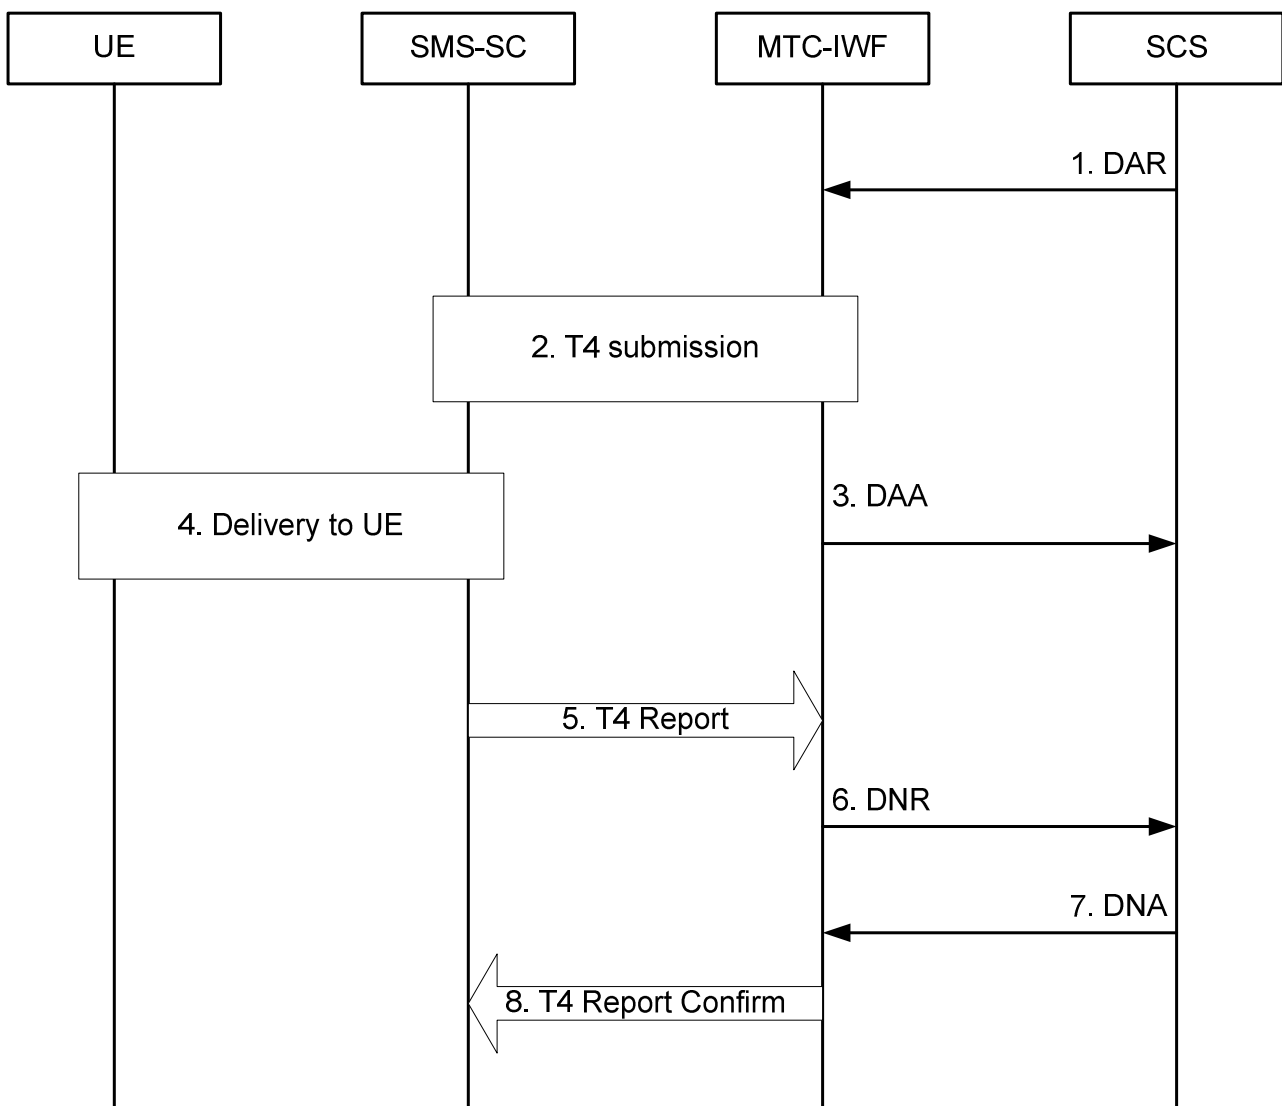 UE
SMS-SC
MTC-IWF
SCS
1. DAR
2. T4 submission
3. DAA
4. Delivery to UE
5. T4 Report
6. DNR
7. DNA
8. T4 Report Confirm